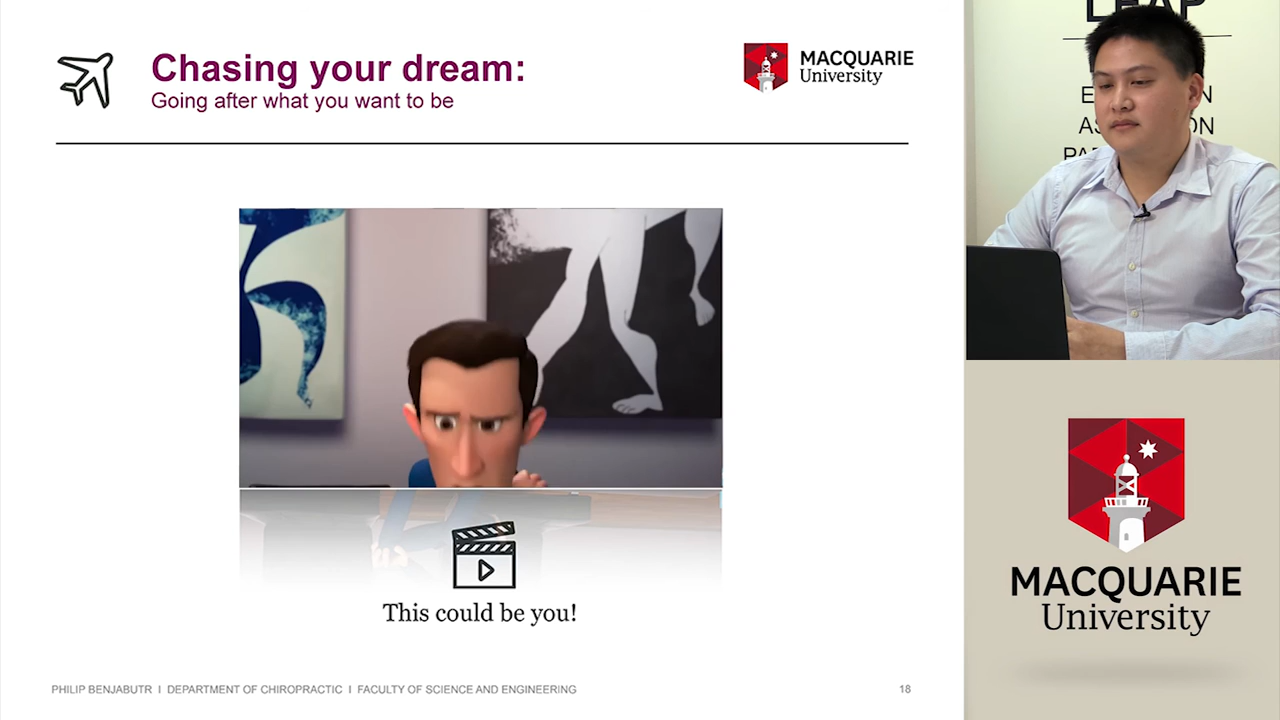 Chasing your dream:
Going after what you want to be
MACQUARIE
University
This could be you!
PHILIP BENJABUTR I DEPARTMENT OF CHIROPRACTIC I FACULTY OF SCIENCE AND ENGINEERING
18
MACQUARIE
University